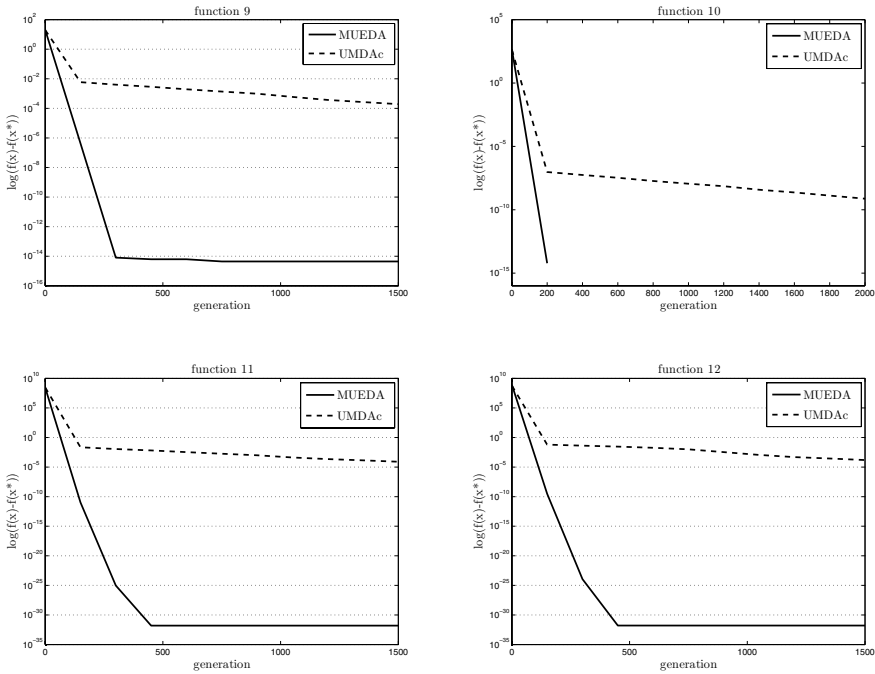 function 9
MUEDA
UMDAc
10^2
10^0
10^-2
10^-4
10^-6
10^-8
10^-10
10^-12
10^-14
10^-16
log(f(x)-f(x*))
0 500 1000 1500
generation
function 10
MUEDA
UMDAc
10^5
10^0
10^-5
10^-10
10^-15
log(f(x)-f(x*))
0 200 400 600 800 1000 1200 1400 1600 1800 2000
generation
function 11
MUEDA
UMDAc
10^10
10^5
10^0
10^-5
10^-10
10^-15
10^-20
10^-25
10^-30
10^-35
log(f(x)-f(x*))
0 500 1000 1500
generation
function 12
MUEDA
UMDAc
10^10
10^5
10^0
10^-5
10^-10
10^-15
10^-20
10^-25
10^-30
10^-35
log(f(x)-f(x*))
0 500 1000 1500
generation